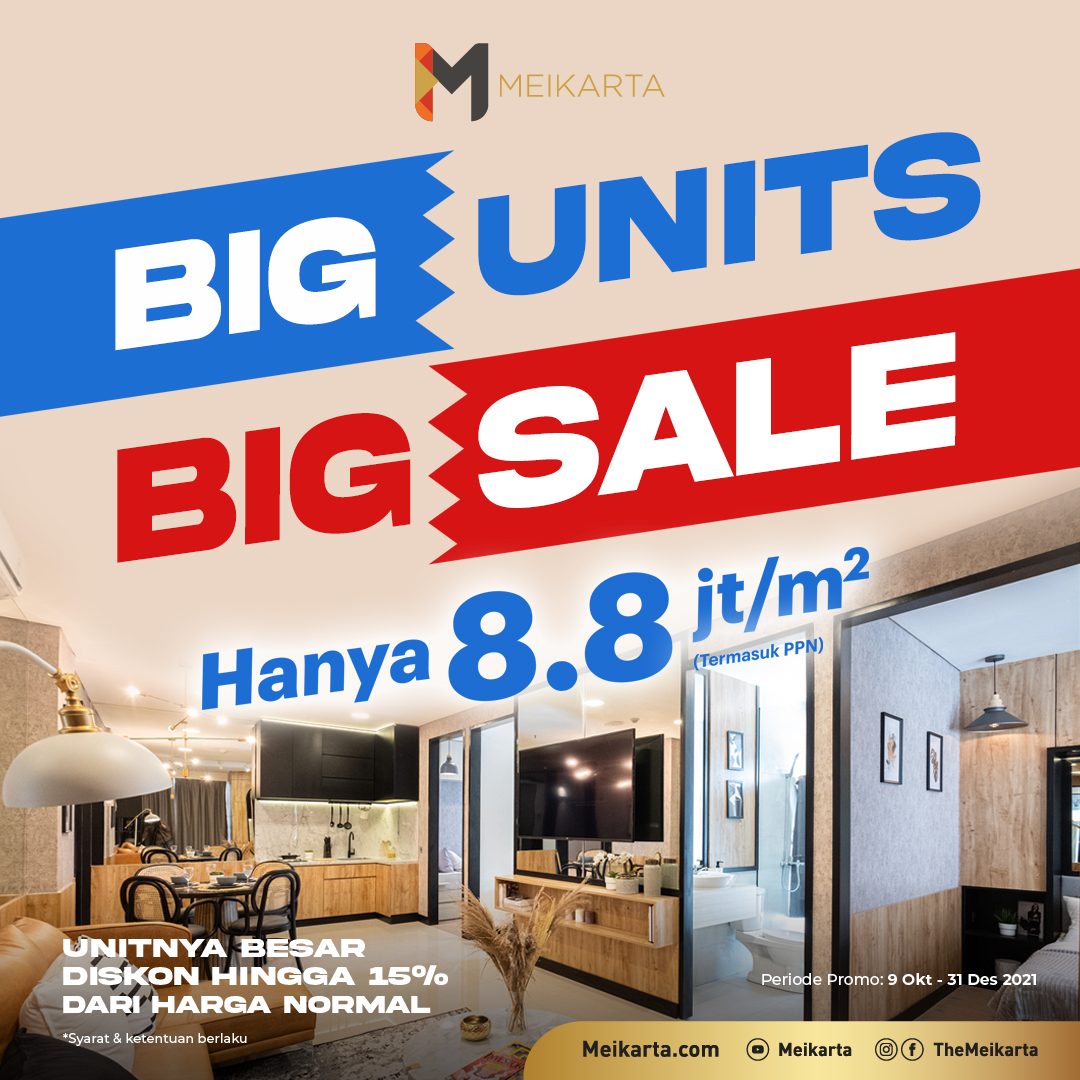 MEIKARTA
BIG UNITS
BIG SALE
Hanya 8.8 jt/m²
(Termasuk PPN)
UNITNYA BESAR
DISKON HINGGA 15%
DARI HARGA NORMAL
*Syarat & ketentuan berlaku
Periode Promo: 9 Okt - 31 Des 2021
Meikarta.com Meikarta TheMeikarta